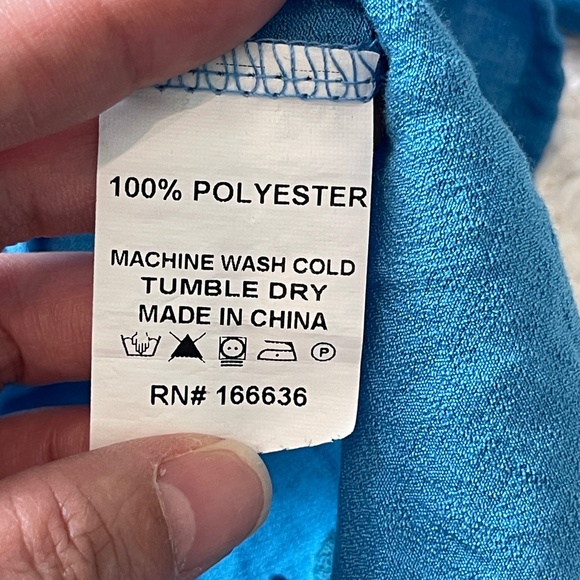 100% POLYESTER
MACHINE WASH COLD
TUMBLE DRY
MADE IN CHINA
P
RN# 166636